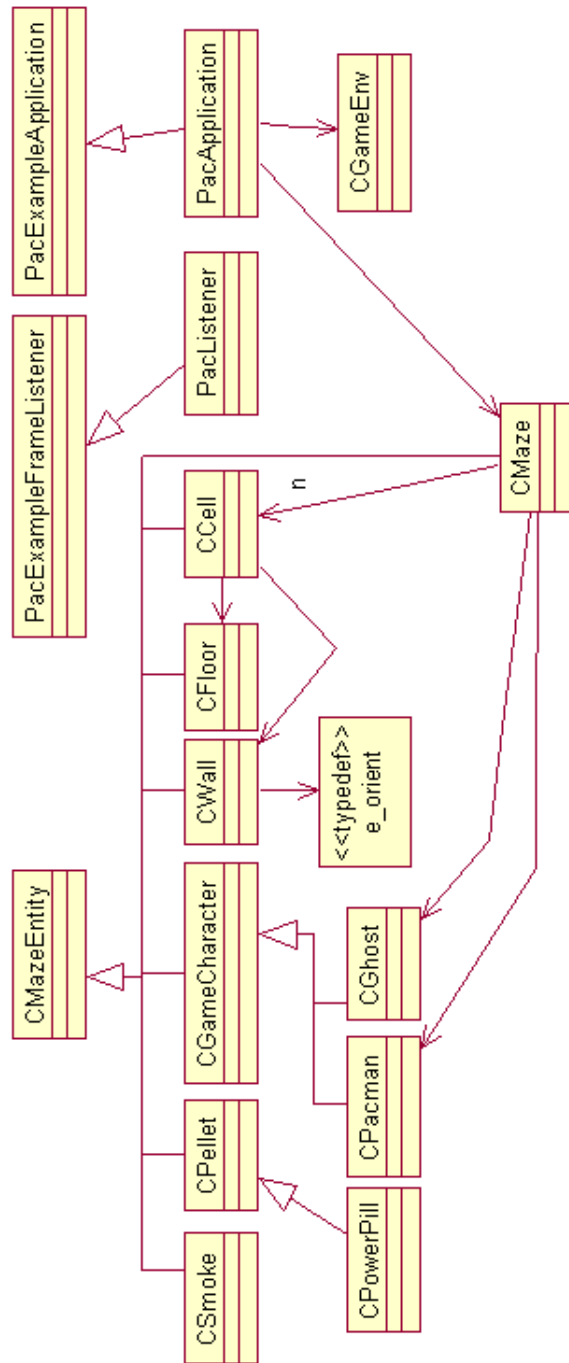 CMazeEntity
PacExampleFrameListener
PacExampleApplication
CSmoke
CPellet
CGameCharacter
CWall
CFloor
CCell
PacListener
PacApplication
CPowerPill
CPacman
CGhost
<<typedef>>
e_orient
n
CGameEnv
CMaze